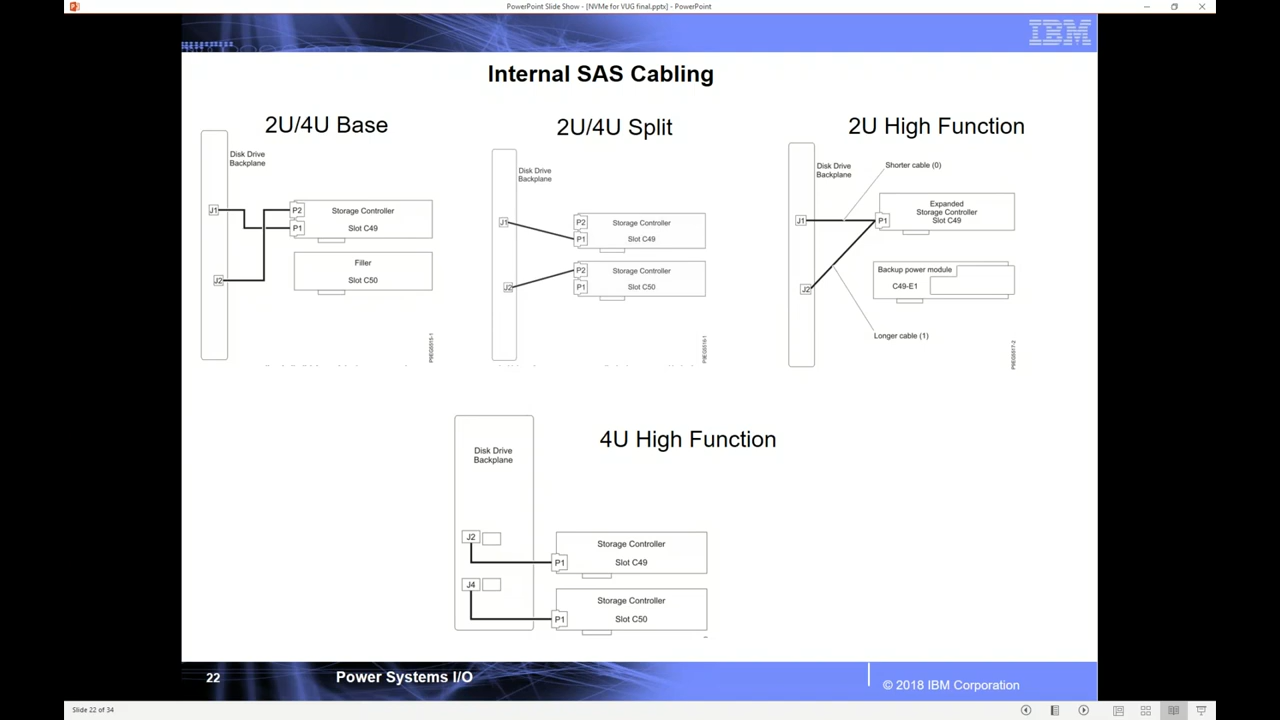 PowerPoint Slide Show - [NVMe for VUG final.pptx] - PowerPoint
IBM
Internal SAS Cabling
2U/4U Base
Disk Drive
Backplane
J1
J2
P2
P1
Storage Controller
Slot C49
Filler
Slot C50
P9EG5515-1
2U/4U Split
Disk Drive
Backplane
J1
J2
P2
P1
Storage Controller
Slot C49
P2
P1
Storage Controller
Slot C50
2U High Function
Disk Drive
Backplane
Shorter cable (0)
J1
J2
P1
Expanded
Storage Controller
Slot C49
Backup power module
C49-E1
Longer cable (1)
P9EG5517-2
4U High Function
Disk Drive
Backplane
J2
P1
Storage Controller
Slot C49
J4
P1
Storage Controller
Slot C50
22
Power Systems I/O
© 2018 IBM Corporation
Slide 22 of 34